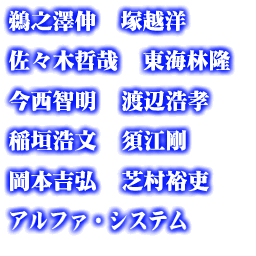 鵜之澤伸　塚越洋
佐々木哲哉　東海林隆
今西智明　渡辺浩孝
稲垣浩文　須江剛
岡本吉弘　芝村裕吏
アルファ・システム